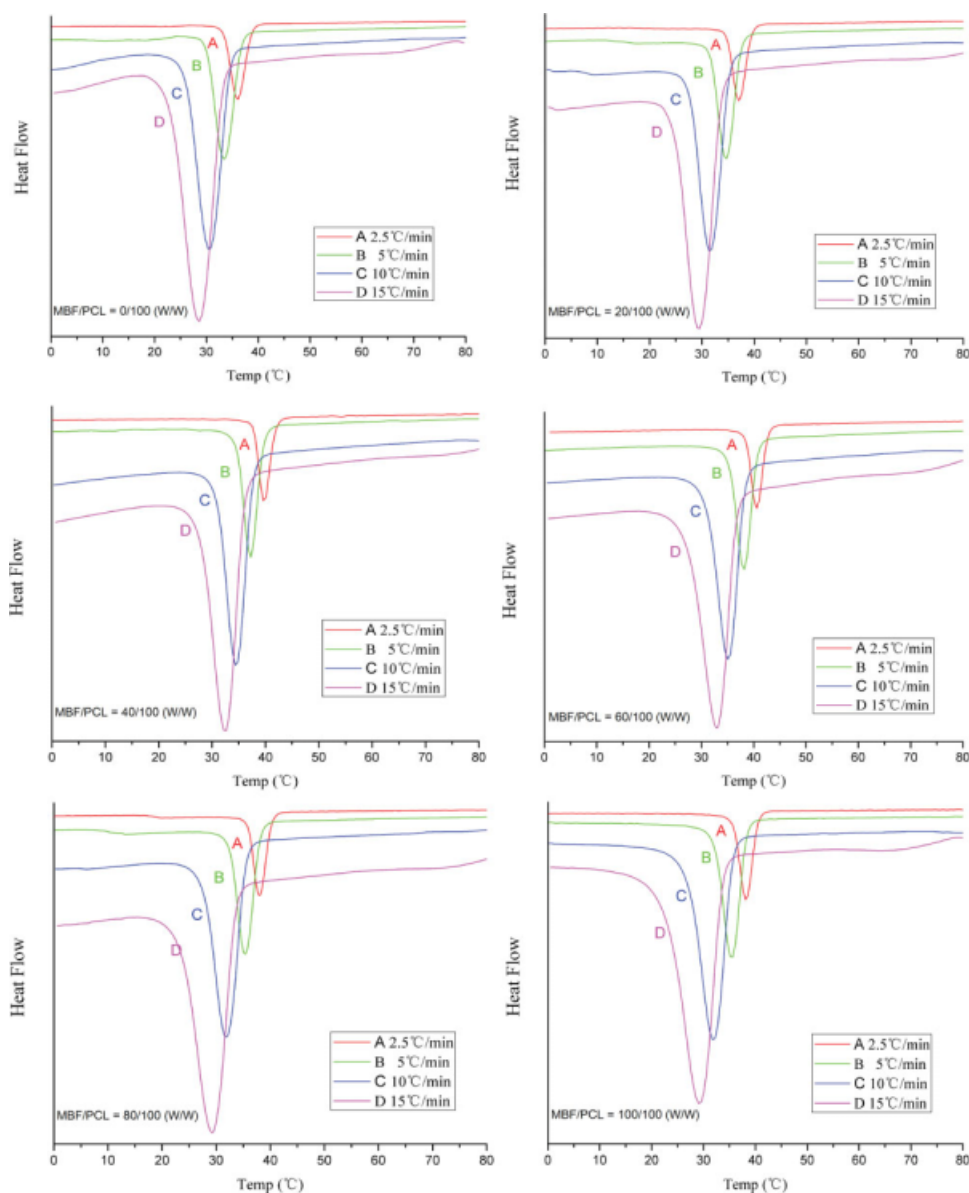 Heat Flow
A
B
C
D
A 2.5℃/min
B 5℃/min
C 10℃/min
D 15℃/min
MBF/PCL = 0/100 (W/W)
0 10 20 30 40 50 60 70 80
Temp (℃)
Heat Flow
A
B
C
D
A 2.5℃/min
B 5℃/min
C 10℃/min
D 15℃/min
MBF/PCL = 20/100 (W/W)
0 10 20 30 40 50 60 70 80
Temp (℃)
Heat Flow
A
B
C
D
A 2.5℃/min
B 5℃/min
C 10℃/min
D 15℃/min
MBF/PCL = 40/100 (W/W)
0 10 20 30 40 50 60 70 80
Temp (℃)
Heat Flow
A
B
C
D
A 2.5℃/min
B 5℃/min
C 10℃/min
D 15℃/min
MBF/PCL = 60/100 (W/W)
0 10 20 30 40 50 60 70 80
Temp (℃)
Heat Flow
A
B
C
D
A 2.5℃/min
B 5℃/min
C 10℃/min
D 15℃/min
MBF/PCL = 80/100 (W/W)
0 10 20 30 40 50 60 70 80
Temp (℃)
Heat Flow
A
B
C
D
A 2.5℃/min
B 5℃/min
C 10℃/min
D 15℃/min
MBF/PCL = 100/100 (W/W)
0 10 20 30 40 50 60 70 80
Temp (℃)